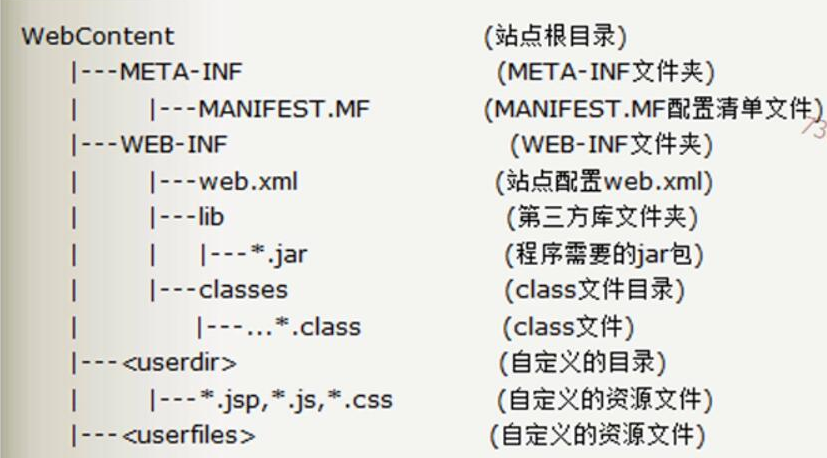 WebContent (站点根目录)
|---META-INF (META-INF文件夹)
| |---MANIFEST.MF (MANIFEST.MF配置清单文件)
|---WEB-INF (WEB-INF文件夹)
| |---web.xml (站点配置web.xml)
| |---lib (第三方库文件夹)
| | |---*.jar (程序需要的jar包)
| |---classes (class文件目录)
| |---...*.class (class文件)
|---<userdir> (自定义的目录)
| |---*.jsp,*.js,*.css (自定义的资源文件)
|---<userfiles> (自定义的资源文件)
73